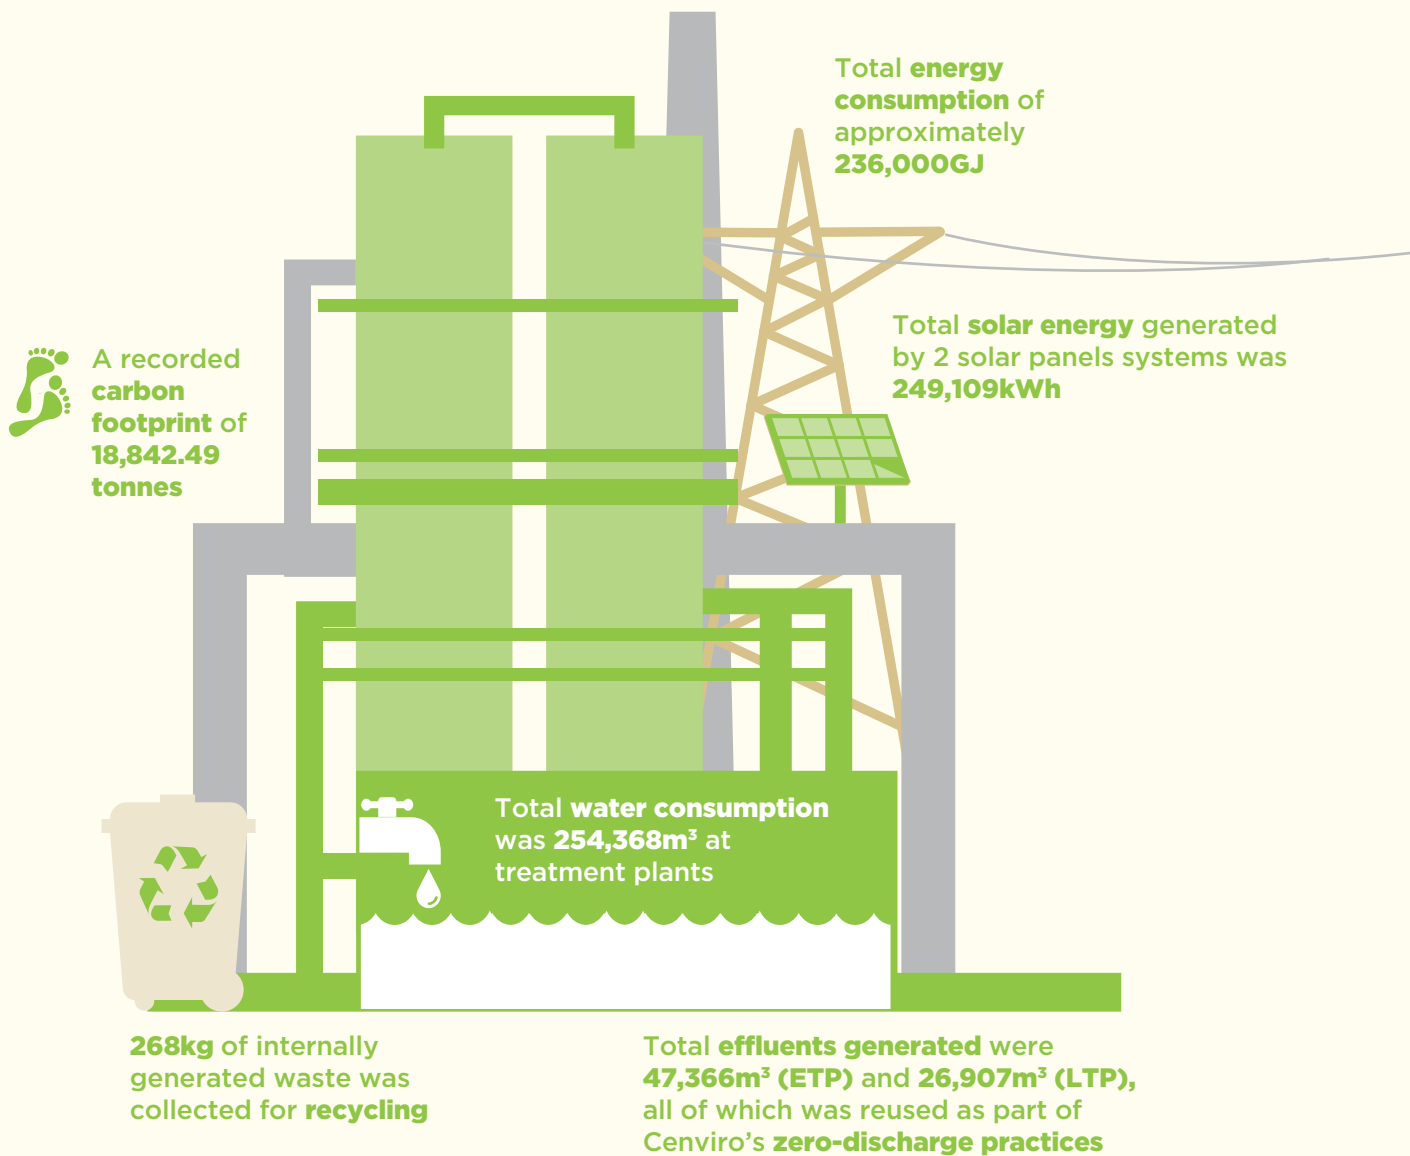 Total energy
consumption of
approximately
236,000GJ
Total solar energy generated
by 2 solar panels systems was
249,109kWh
A recorded
carbon
footprint of
18,842.49
tonnes
Total water consumption
was 254,368m³ at
treatment plants
268kg of internally
generated waste was
collected for recycling
Total effluents generated were
47,366m³ (ETP) and 26,907m³ (LTP),
all of which was reused as part of
Cenviro’s zero-discharge practices